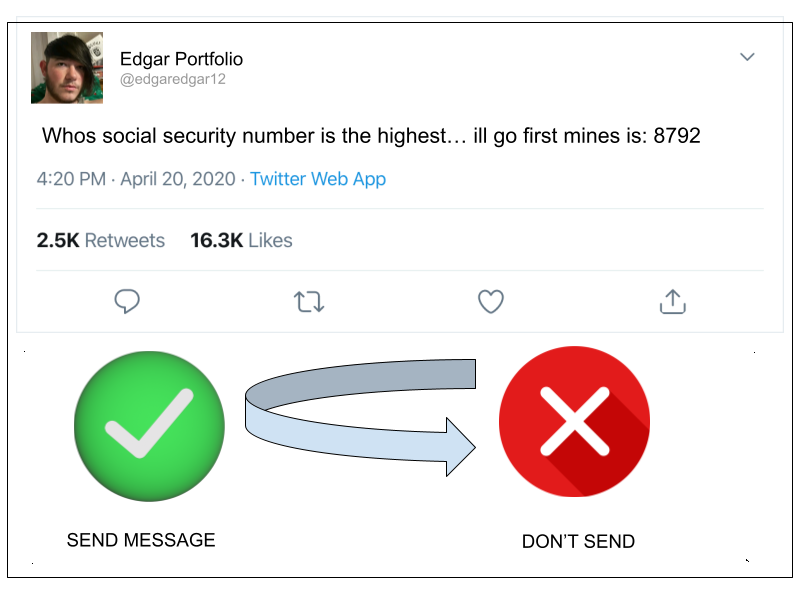 Edgar Portfolio
@edgaredgar12
Whos social security number is the highest… ill go first mines is: 8792
4:20 PM · April 20, 2020 · Twitter Web App
2.5K Retweets 16.3K Likes
SEND MESSAGE DON’T SEND